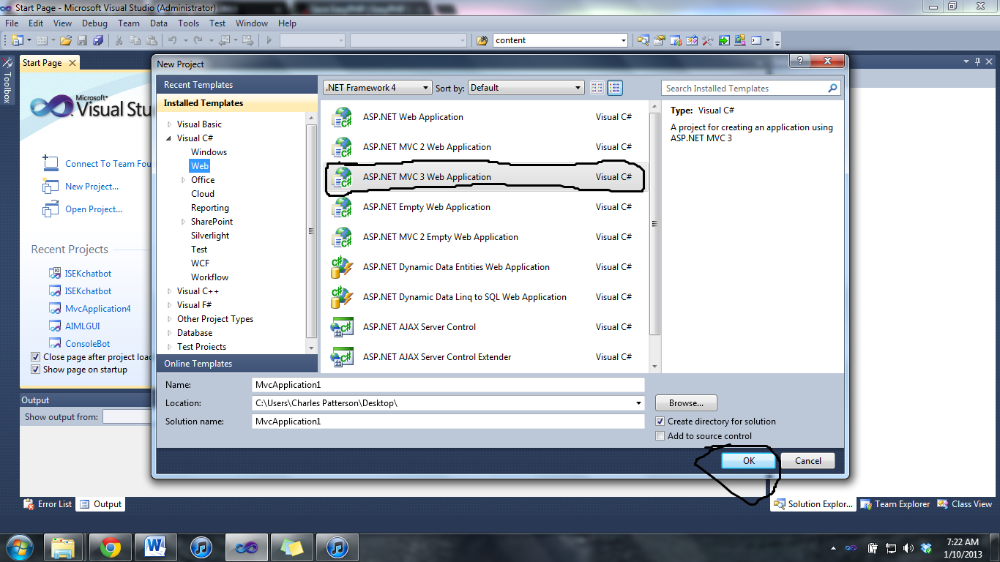 Start Page - Microsoft Visual Studio (Administrator)
File Edit View Debug Team Data Tools Test Window Help
content
Toolbox
Start Page
Microsoft®
Visual Stu
Connect To Team Fou
New Project...
Open Project...
Recent Projects
ISEKchatbot
ISEKchatbot
MvcApplication4
AIMLGUI
ConsoleBot
Close page after project load
Show page on startup
Output
Show output from:
New Project
Recent Templates
Installed Templates
Visual Basic
Visual C#
Windows
Web
Office
Cloud
Reporting
SharePoint
Silverlight
Test
WCF
Workflow
Visual C++
Visual F#
Other Project Types
Database
Test Projects
Online Templates
.NET Framework 4 Sort by: Default
ASP.NET Web Application Visual C#
ASP.NET MVC 2 Web Application Visual C#
ASP.NET MVC 3 Web Application Visual C#
ASP.NET Empty Web Application Visual C#
ASP.NET MVC 2 Empty Web Application Visual C#
ASP.NET Dynamic Data Entities Web Application Visual C#
ASP.NET Dynamic Data Linq to SQL Web Application Visual C#
ASP.NET AJAX Server Control Visual C#
ASP.NET AJAX Server Control Extender Visual C#
Search Installed Templates
Type: Visual C#
A project for creating an application using
ASP.NET MVC 3
Name: MvcApplication1
Location: C:\Users\Charles Patterson\Desktop\
Solution name: MvcApplication1
Browse...
Create directory for solution
Add to source control
OK Cancel
Error List Output
Solution Explor... Team Explorer Class View
7:22 AM
1/10/2013